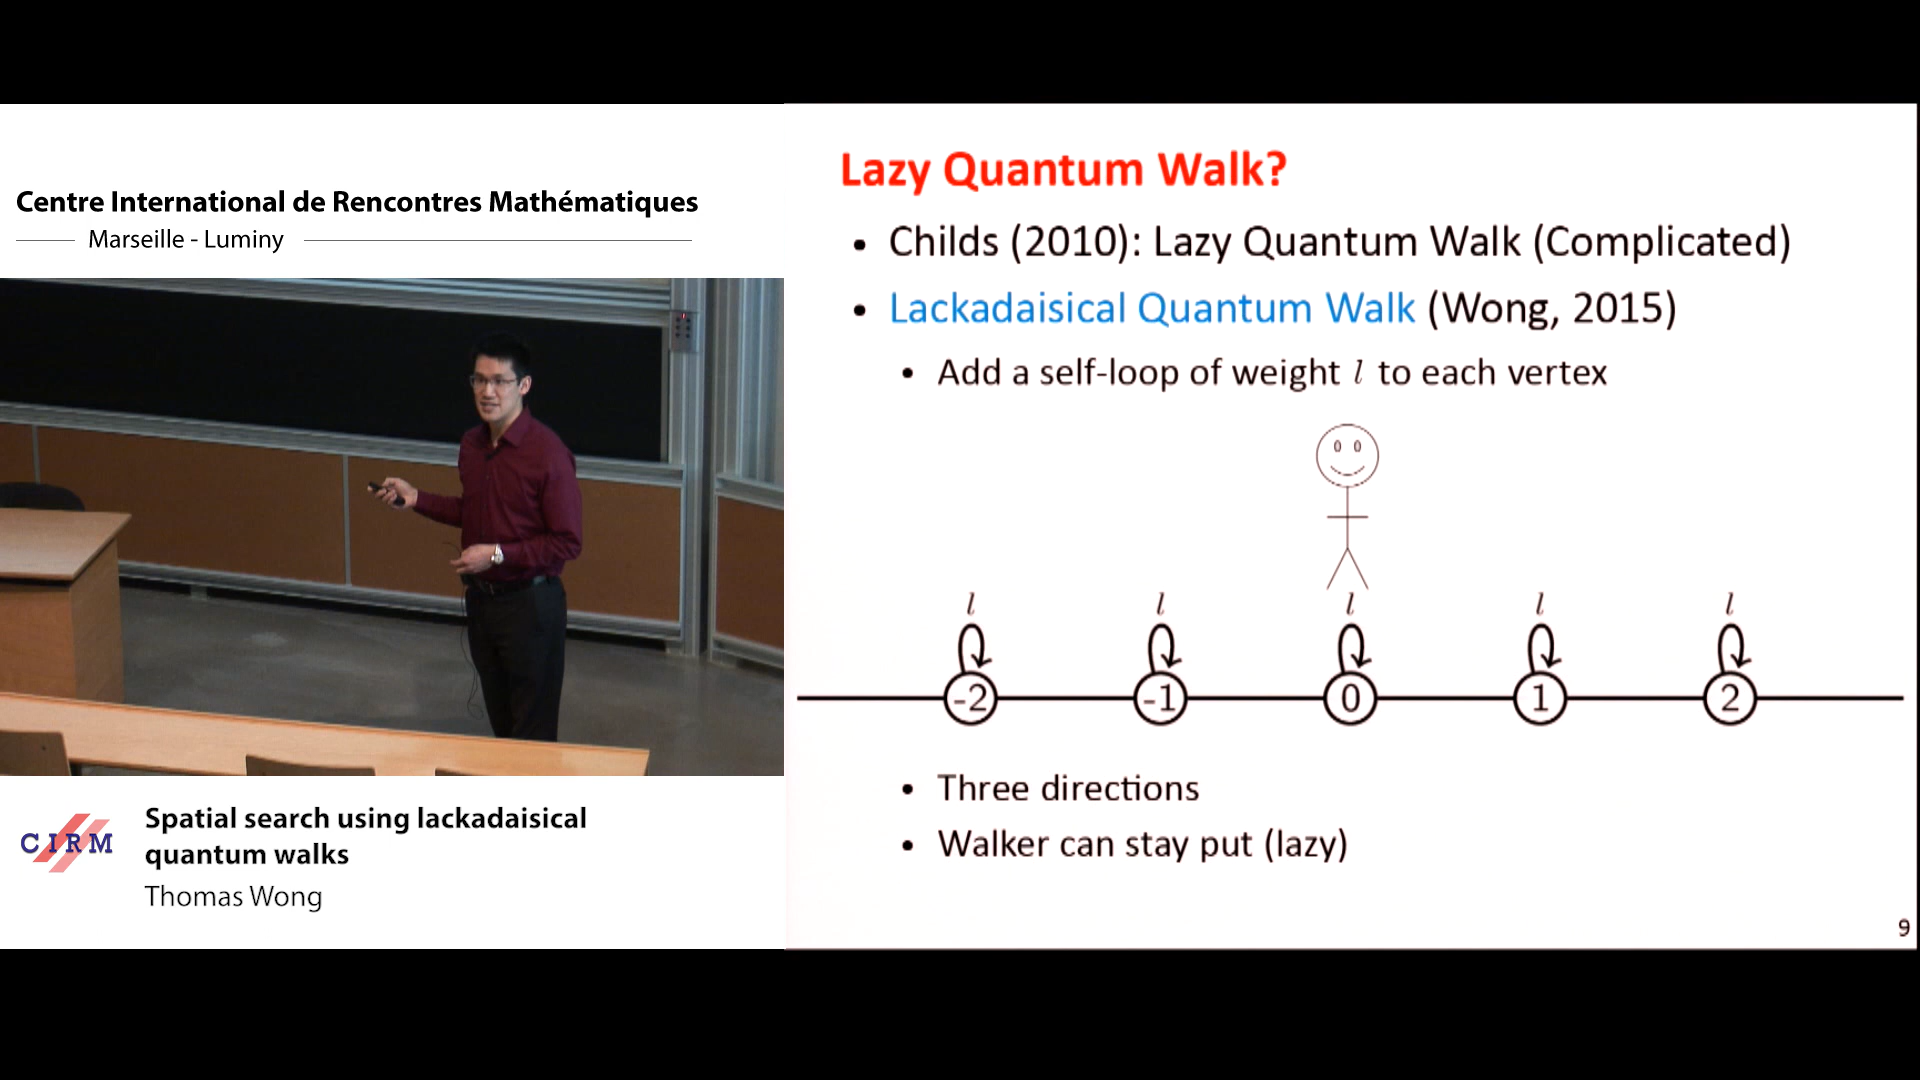 Centre International de Rencontres Mathématiques
Marseille - Luminy
CIRM
Spatial search using lackadaisical
quantum walks
Thomas Wong
Lazy Quantum Walk?
• Childs (2010): Lazy Quantum Walk (Complicated)
• Lackadaisical Quantum Walk (Wong, 2015)
• Add a self-loop of weight l to each vertex
l l l l l
-2 -1 0 1 2
• Three directions
• Walker can stay put (lazy)
9